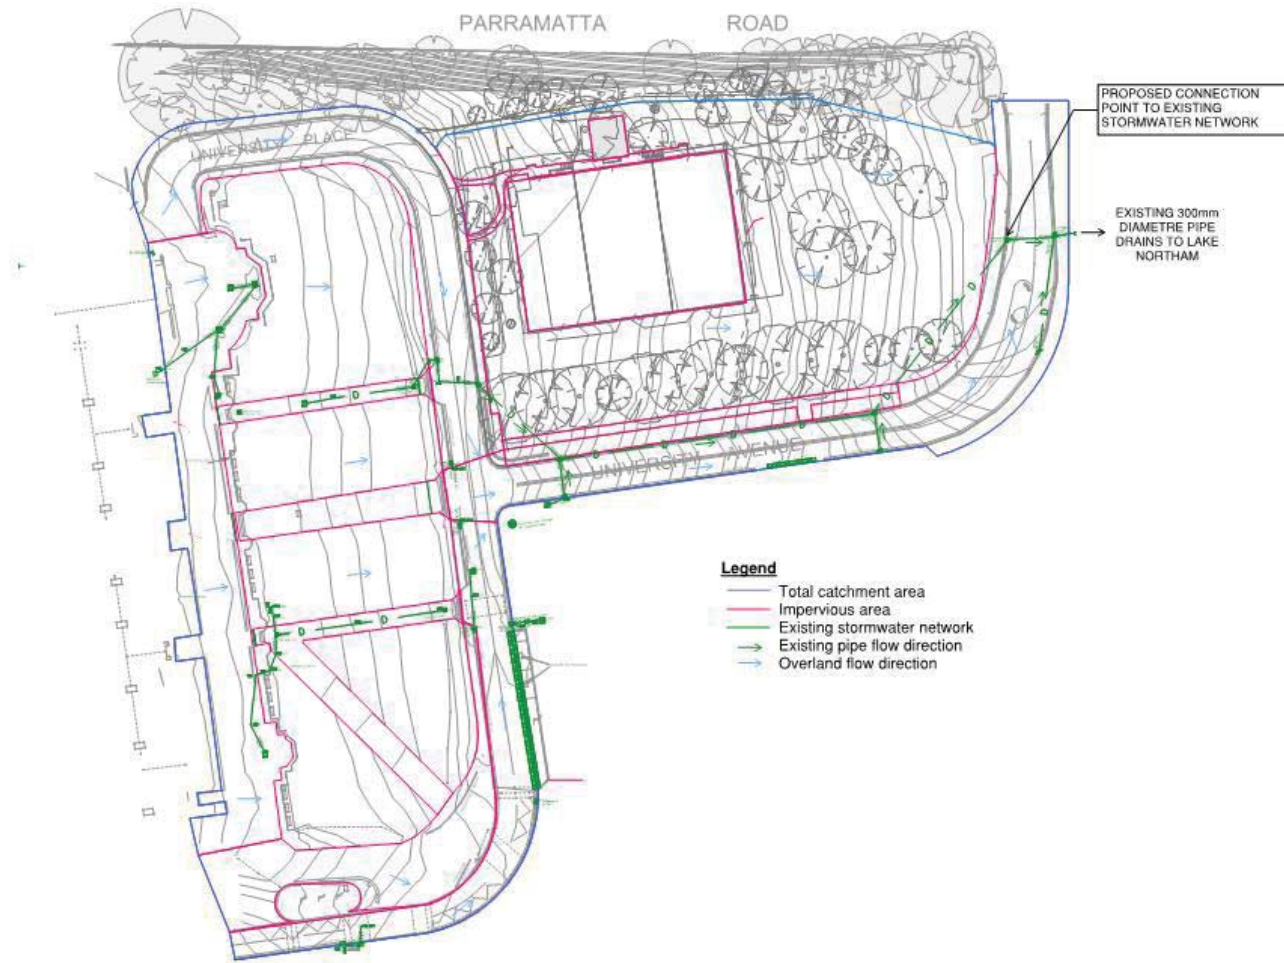 PARRAMATTA ROAD
PROPOSED CONNECTION
POINT TO EXISTING
STORMWATER NETWORK
UNIVERSITY PLACE
EXISTING 300mm
DIAMETRE PIPE
DRAINS TO LAKE
NORTHAM
UNIVERSITY AVENUE
Legend
Total catchment area
Impervious area
Existing stormwater network
Existing pipe flow direction
Overland flow direction